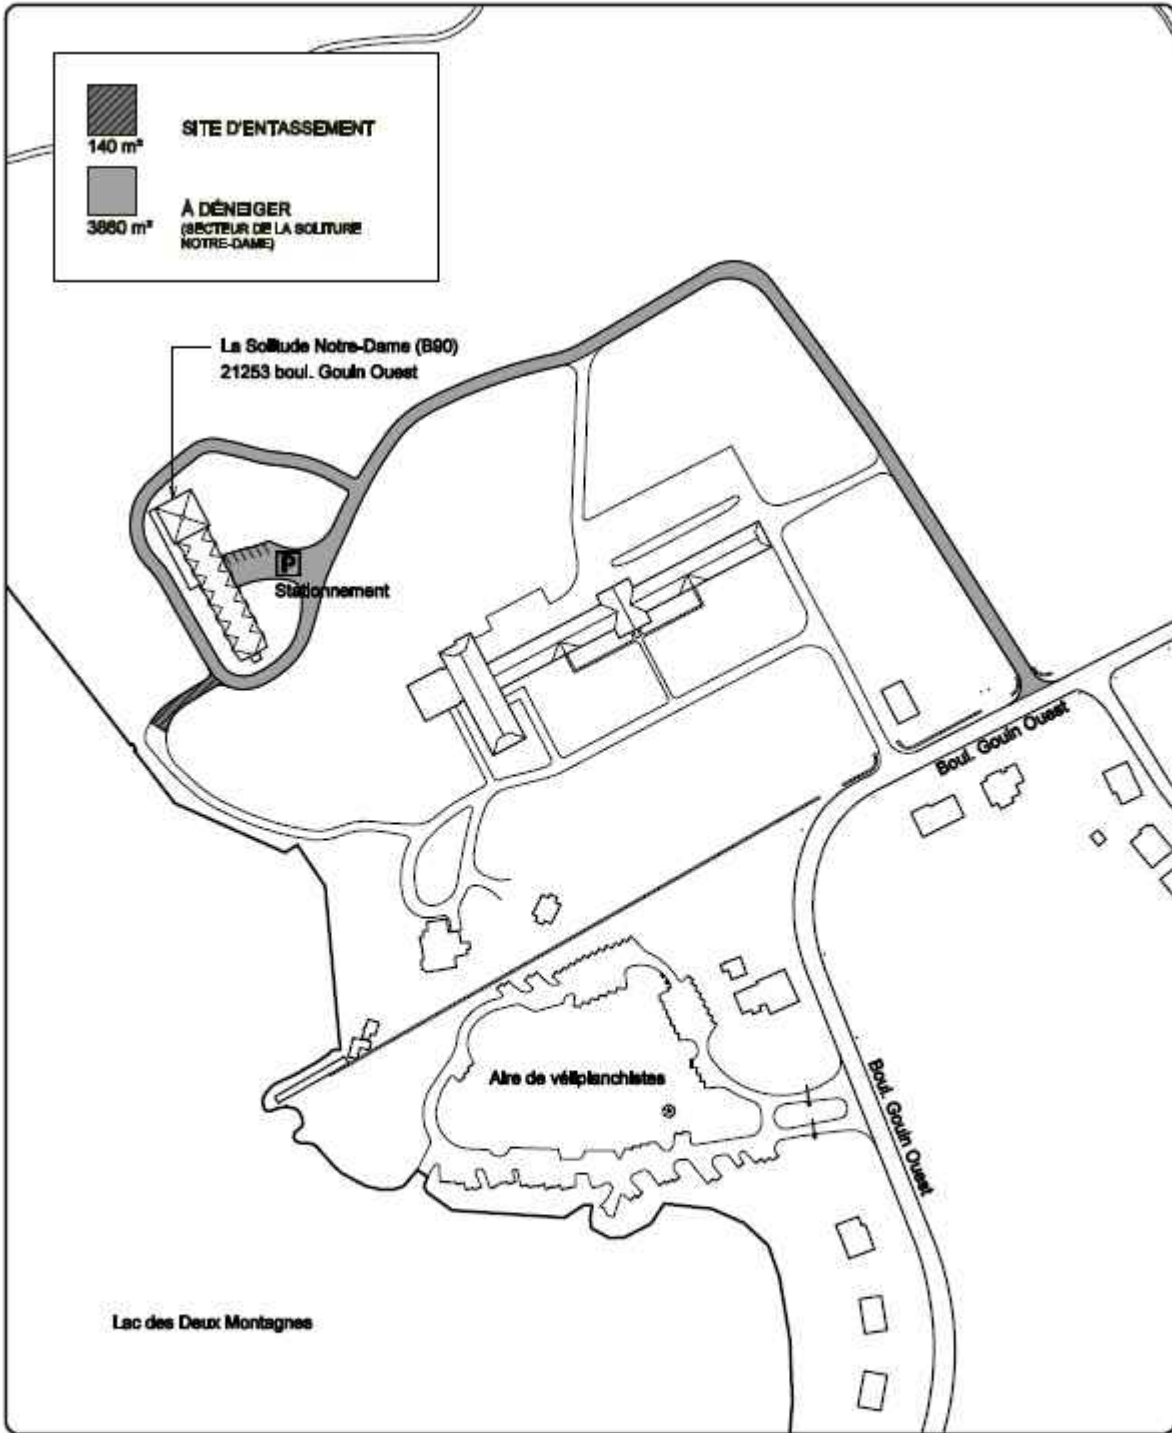 SITE D'ENTASSEMENT
140 m²
À DÉNEIGER
3860 m²
(SECTEUR DE LA SOLITURE
NOTRE-DAME)
La Solitude Notre-Dame (B90)
21253 boul. Gouin Ouest
P
Stationnement
Boul. Gouin Ouest
Aire de véliplanchistes
Boul. Gouin Ouest
Lac des Deux Montagnes